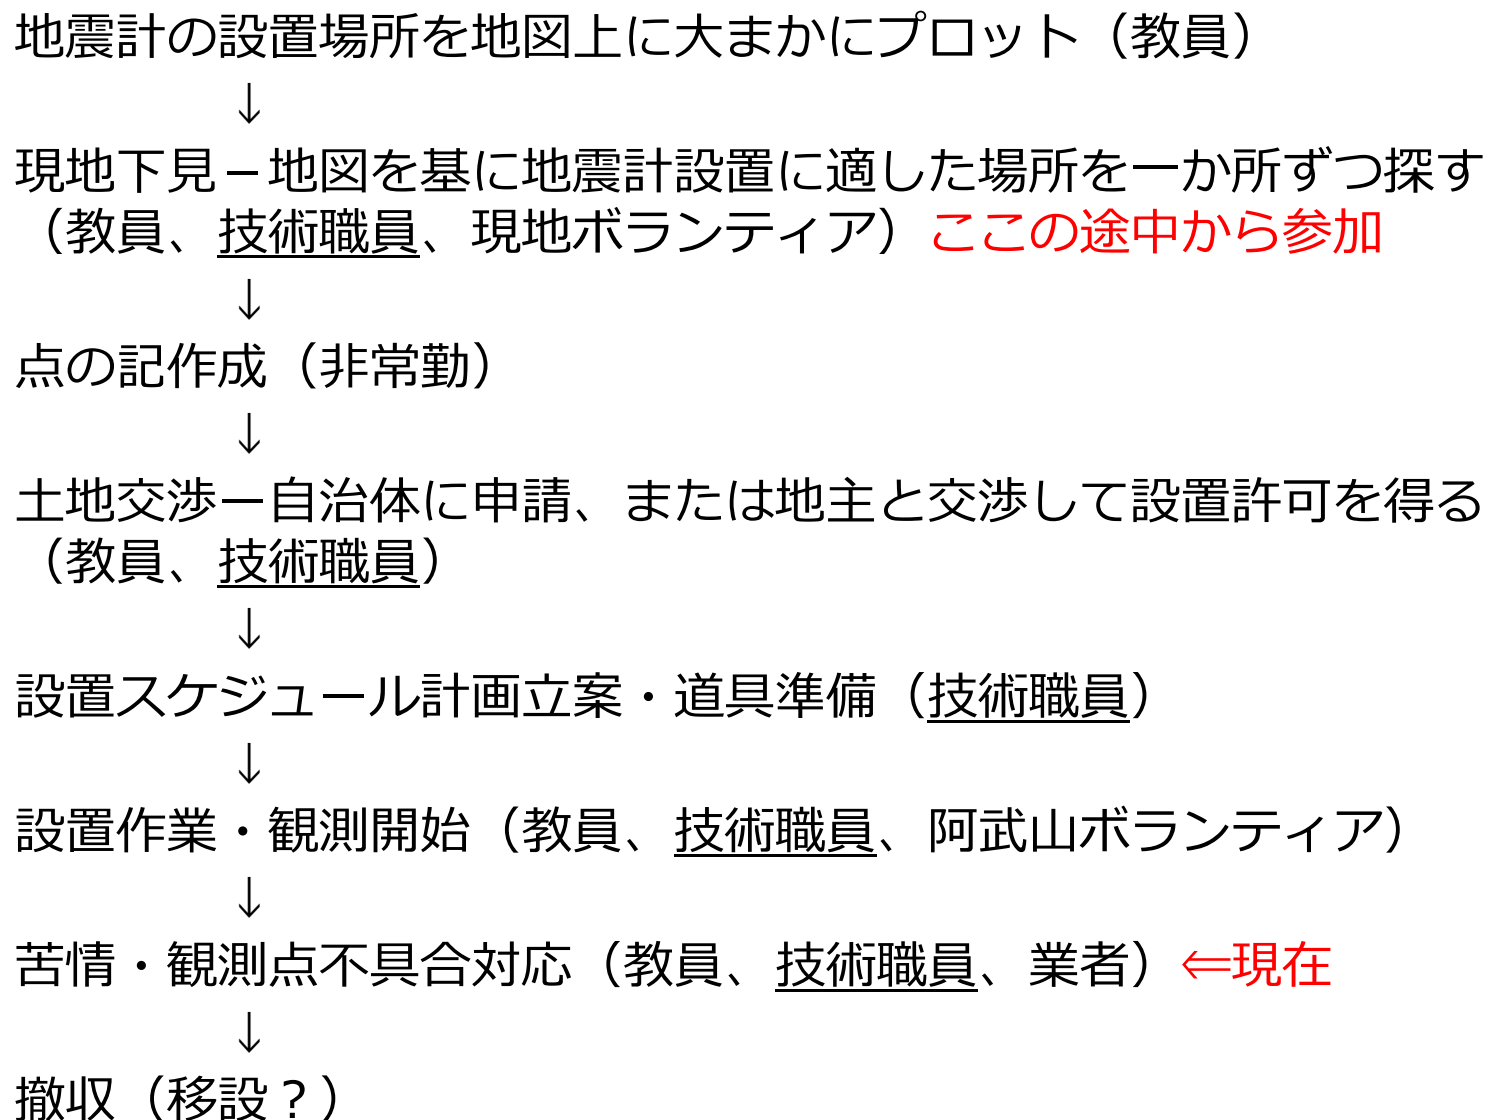 地震計の設置場所を地図上に大まかにプロット（教員）
↓
現地下見－地図を基に地震計設置に適した場所を一か所ずつ探す
（教員、技術職員、現地ボランティア）ここの途中から参加
↓
点の記作成（非常勤）
↓
土地交渉ー自治体に申請、または地主と交渉して設置許可を得る
（教員、技術職員）
↓
設置スケジュール計画立案・道具準備（技術職員）
↓
設置作業・観測開始（教員、技術職員、阿武山ボランティア）
↓
苦情・観測点不具合対応（教員、技術職員、業者）⇐現在
↓
撤収（移設？）